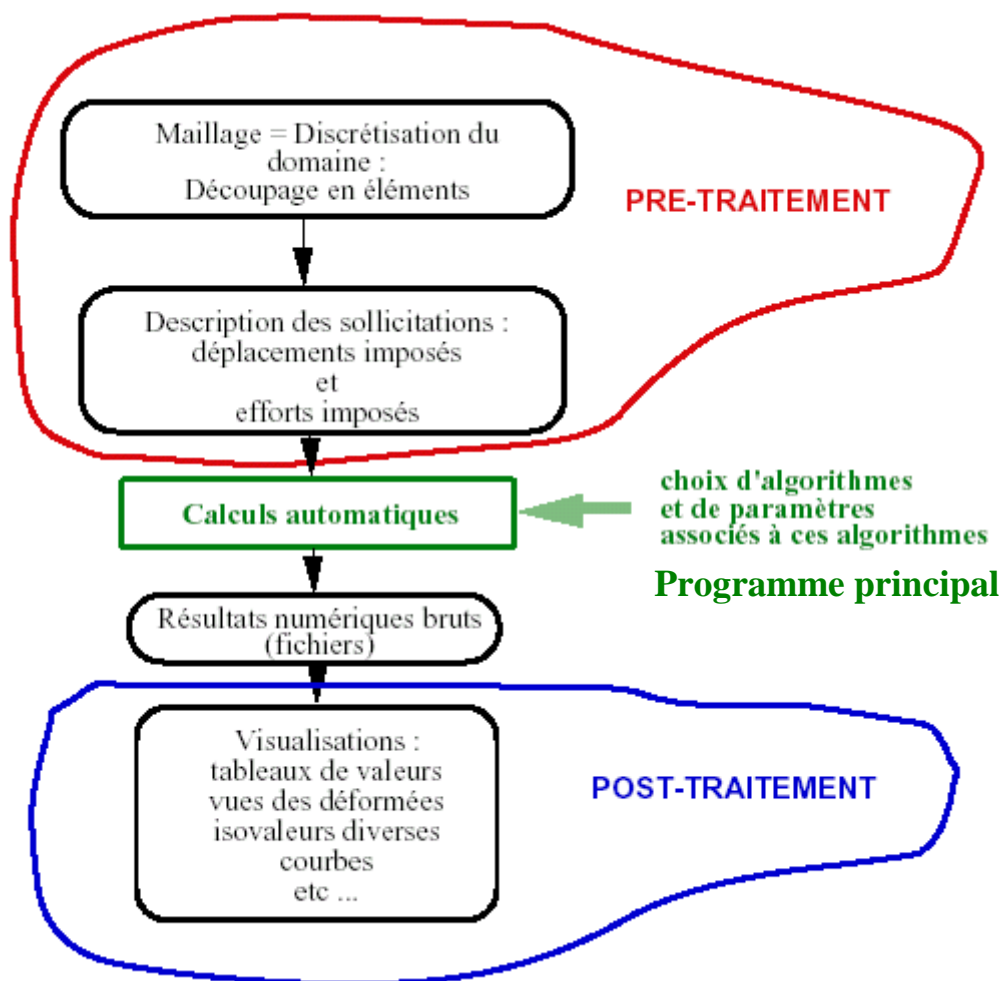 Maillage = Discrétisation du
domaine :
Découpage en éléments
PRE-TRAITEMENT
Description des sollicitations :
déplacements imposés
et
efforts imposés
Calculs automatiques
choix d'algorithmes
et de paramètres
associés à ces algorithmes
Programme principal
Résultats numériques bruts
(fichiers)
Visualisations :
tableaux de valeurs
vues des déformées
isovaleurs diverses
courbes
etc ...
POST-TRAITEMENT